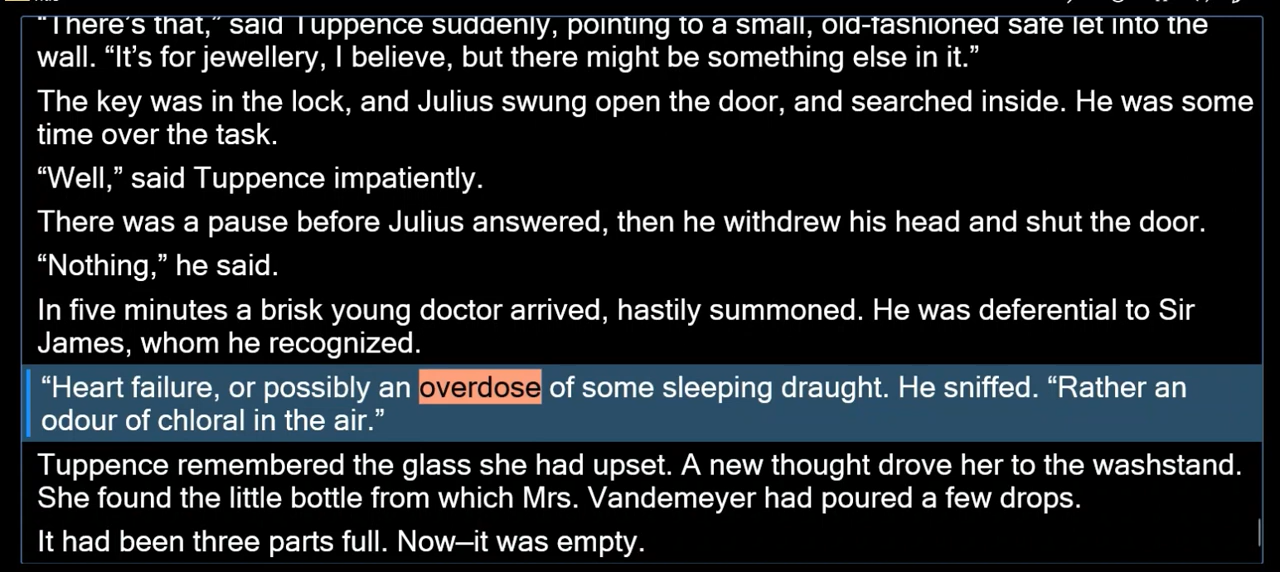 “There’s that,” said Tuppence suddenly, pointing to a small, old-fashioned safe let into the
wall. “It’s for jewellery, I believe, but there might be something else in it.”
The key was in the lock, and Julius swung open the door, and searched inside. He was some
time over the task.
“Well,” said Tuppence impatiently.
There was a pause before Julius answered, then he withdrew his head and shut the door.
“Nothing,” he said.
In five minutes a brisk young doctor arrived, hastily summoned. He was deferential to Sir
James, whom he recognized.
“Heart failure, or possibly an overdose of some sleeping draught. He sniffed. “Rather an
odour of chloral in the air.”
Tuppence remembered the glass she had upset. A new thought drove her to the washstand.
She found the little bottle from which Mrs. Vandemeyer had poured a few drops.
It had been three parts full. Now—it was empty.